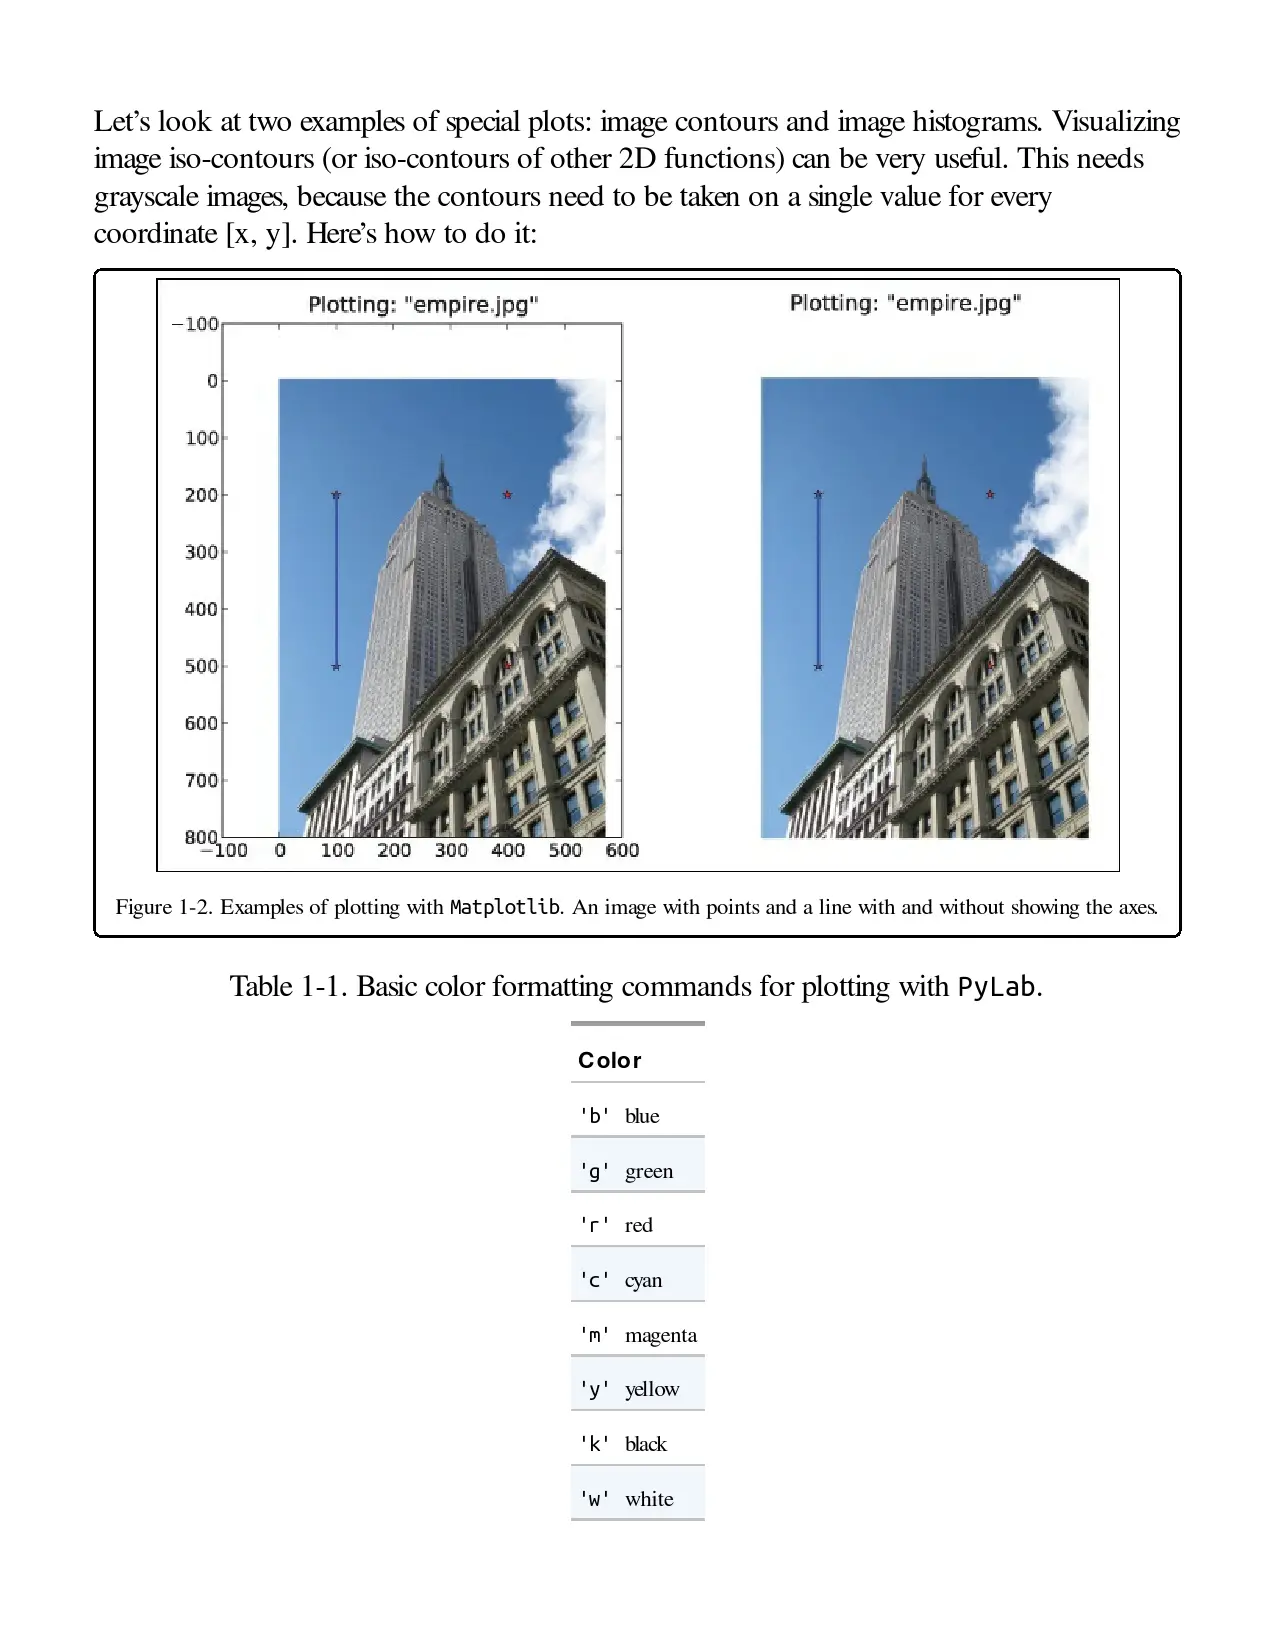 Let’s look at two examples of special plots: image contours and image histograms. Visualizing
image iso-contours (or iso-contours of other 2D functions) can be very useful. This needs
grayscale images, because the contours need to be taken on a single value for every
coordinate [x, y]. Here’s how to do it:
Plotting: "empire.jpg"
−100
0
100
200
300
400
500
600
700
800
−100 0 100 200 300 400 500 600
Plotting: "empire.jpg"
Figure 1-2. Examples of plotting with Matplotlib. An image with points and a line with and without showing the axes.
Table 1-1. Basic color formatting commands for plotting with PyLab.
Color
'b' blue
'g' green
'r' red
'c' cyan
'm' magenta
'y' yellow
'k' black
'w' white